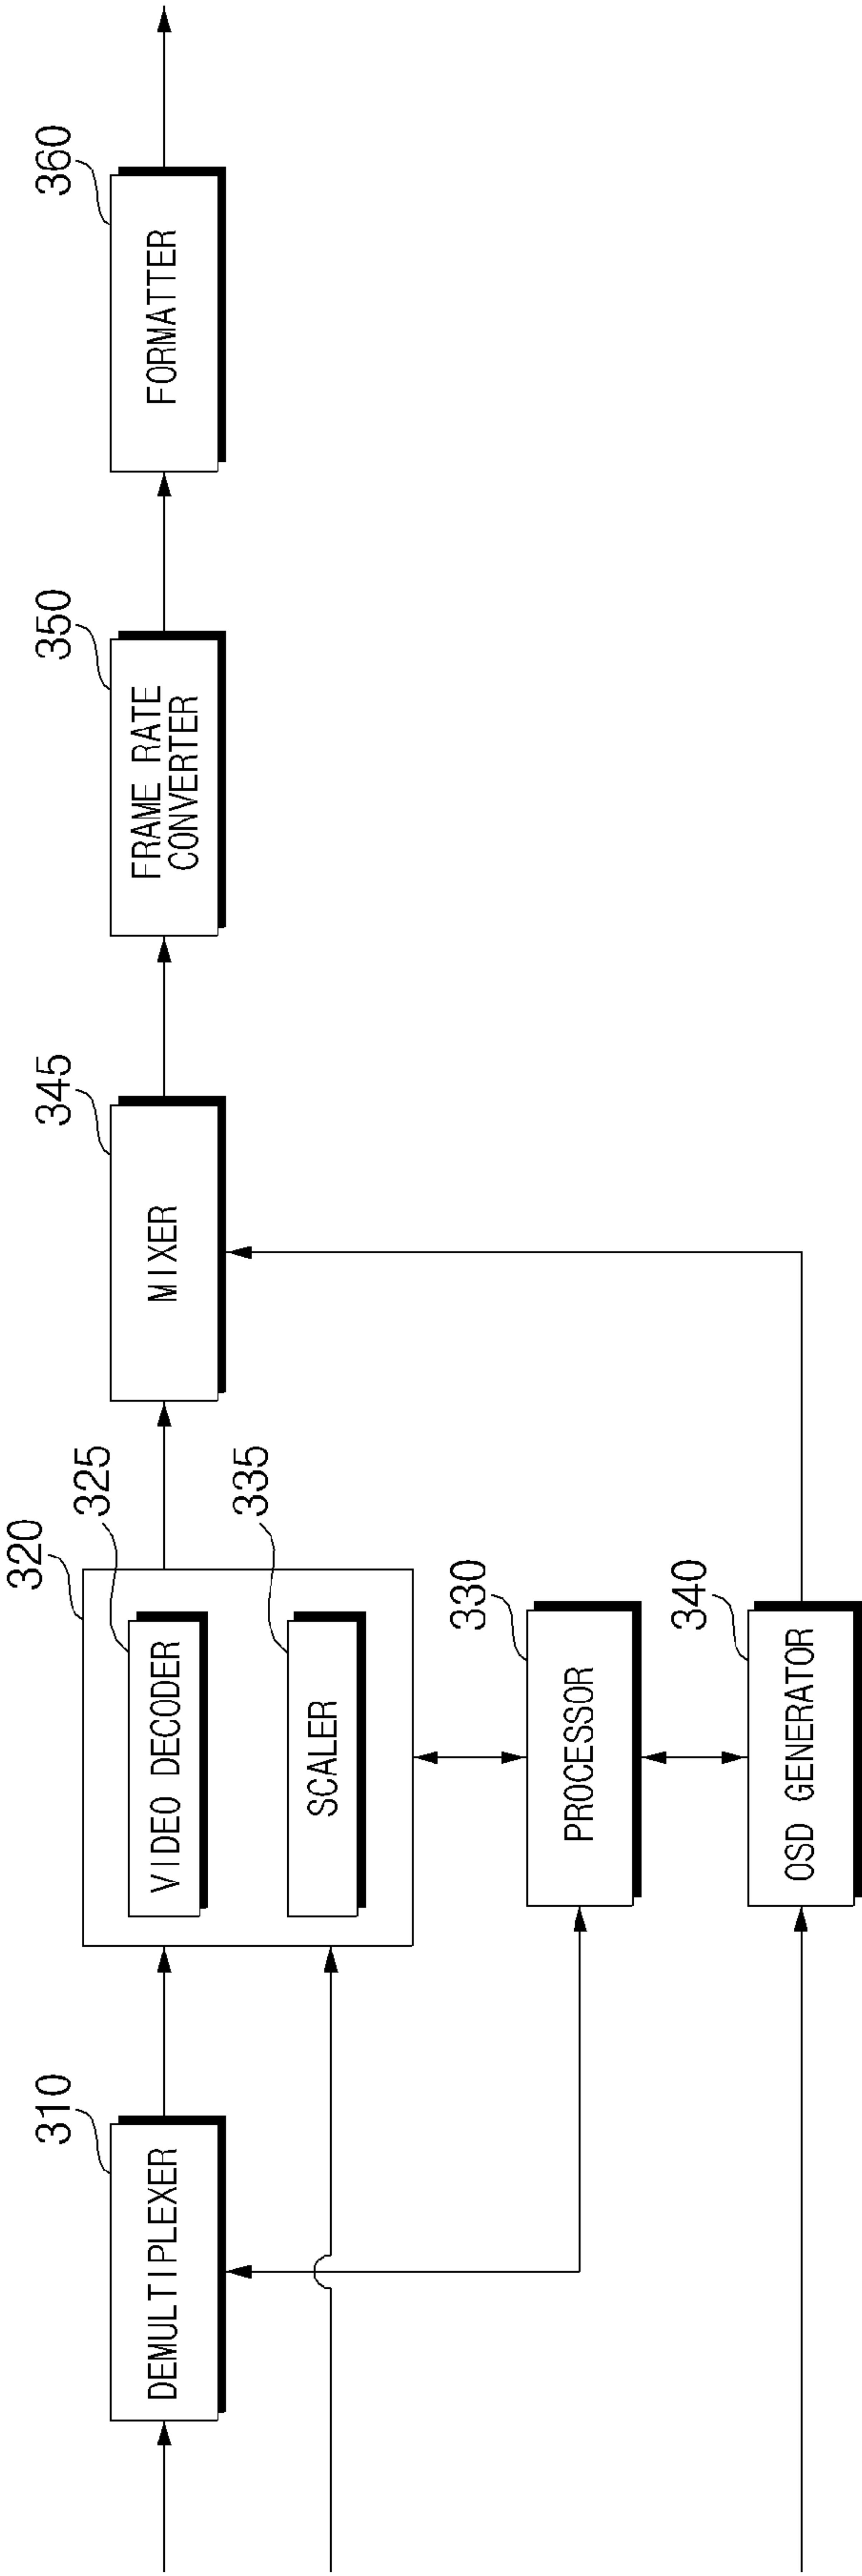 310
DEMULTIPLEXER
320
325
VIDEO DECODER
335
SCALER
330
PROCESSOR
340
OSD GENERATOR
345
MIXER
350
FRAME RATE
CONVERTER
360
FORMATTER